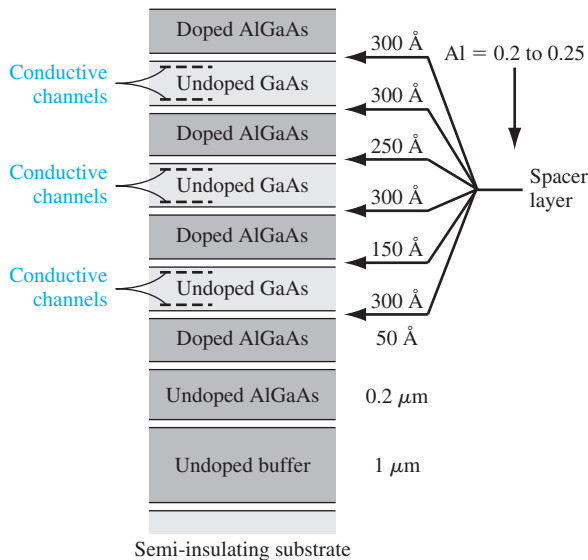 Doped AlGaAs
300 Å
Al = 0.2 to 0.25
Conductive
channels
Undoped GaAs
300 Å
Doped AlGaAs
250 Å
Conductive
channels
Undoped GaAs
Spacer
layer
300 Å
Doped AlGaAs
150 Å
Conductive
channels
Undoped GaAs
300 Å
Doped AlGaAs
50 Å
Undoped AlGaAs
0.2 μm
Undoped buffer
1 μm
Semi-insulating substrate